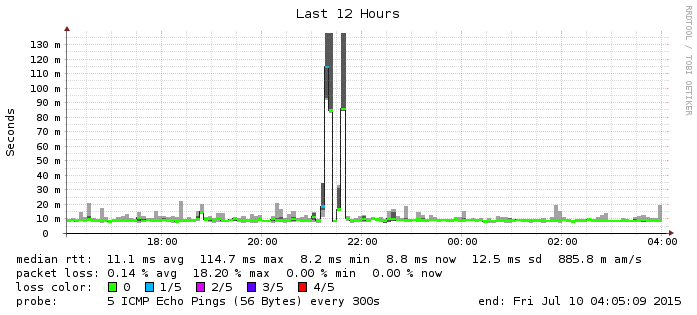 Last 12 Hours
RRDTOOL / TOBI OETIKER
Seconds
130 m
120 m
110 m
100 m
90 m
80 m
70 m
60 m
50 m
40 m
30 m
20 m
10 m
0
18:00 20:00 22:00 00:00 02:00 04:00
median rtt: 11.1 ms avg 114.7 ms max 8.2 ms min 8.8 ms now 12.5 ms sd 885.8 m am/s
packet loss: 0.14 % avg 18.20 % max 0.00 % min 0.00 % now
loss color: 0 1/5 2/5 3/5 4/5
probe: 5 ICMP Echo Pings (56 Bytes) every 300s end: Fri Jul 10 04:05:09 2015